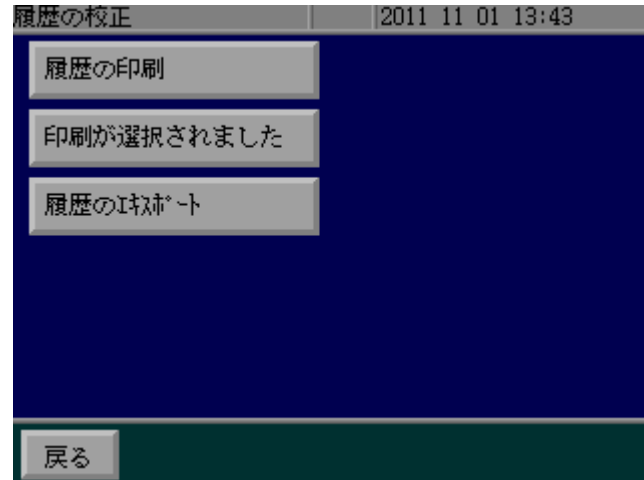 履歴の校正 2011 11 01 13:43
履歴の印刷
印刷が選択されました
履歴のｴｷｽﾎﾟｰﾄ
戻る